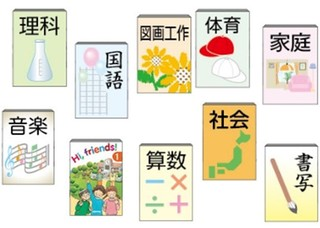 理科
国語
図画工作
体育
家庭
音楽
Hi, friends! 1
算数
社会
書写